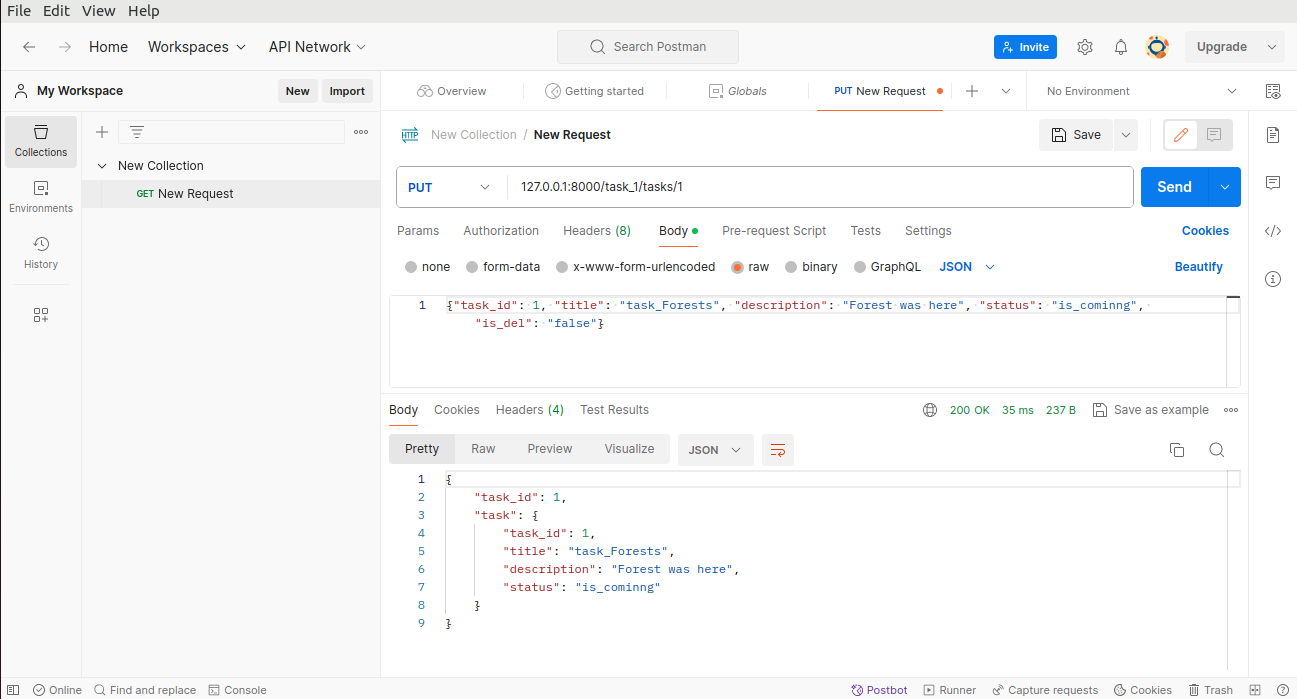 File Edit View Help
Home Workspaces API Network Search Postman Invite Upgrade
My Workspace New Import Overview Getting started Globals PUT New Request No Environment
Collections
New Collection
GET New Request
Environments
History
HTTP New Collection / New Request Save
PUT 127.0.0.1:8000/task_1/tasks/1 Send
Params Authorization Headers (8) Body Pre-request Script Tests Settings Cookies
none form-data x-www-form-urlencoded raw binary GraphQL JSON Beautify
1 {"task_id": 1, "title": "task_Forests", "description": "Forest was here", "status": "is_cominng",
"is_del": "false"}
Body Cookies Headers (4) Test Results 200 OK 35 ms 237 B Save as example
Pretty Raw Preview Visualize JSON
1 {
2 "task_id": 1,
3 "task": {
4 "task_id": 1,
5 "title": "task_Forests",
6 "description": "Forest was here",
7 "status": "is_cominng"
8 }
9 }
Online Find and replace Console Postbot Runner Capture requests Cookies Trash